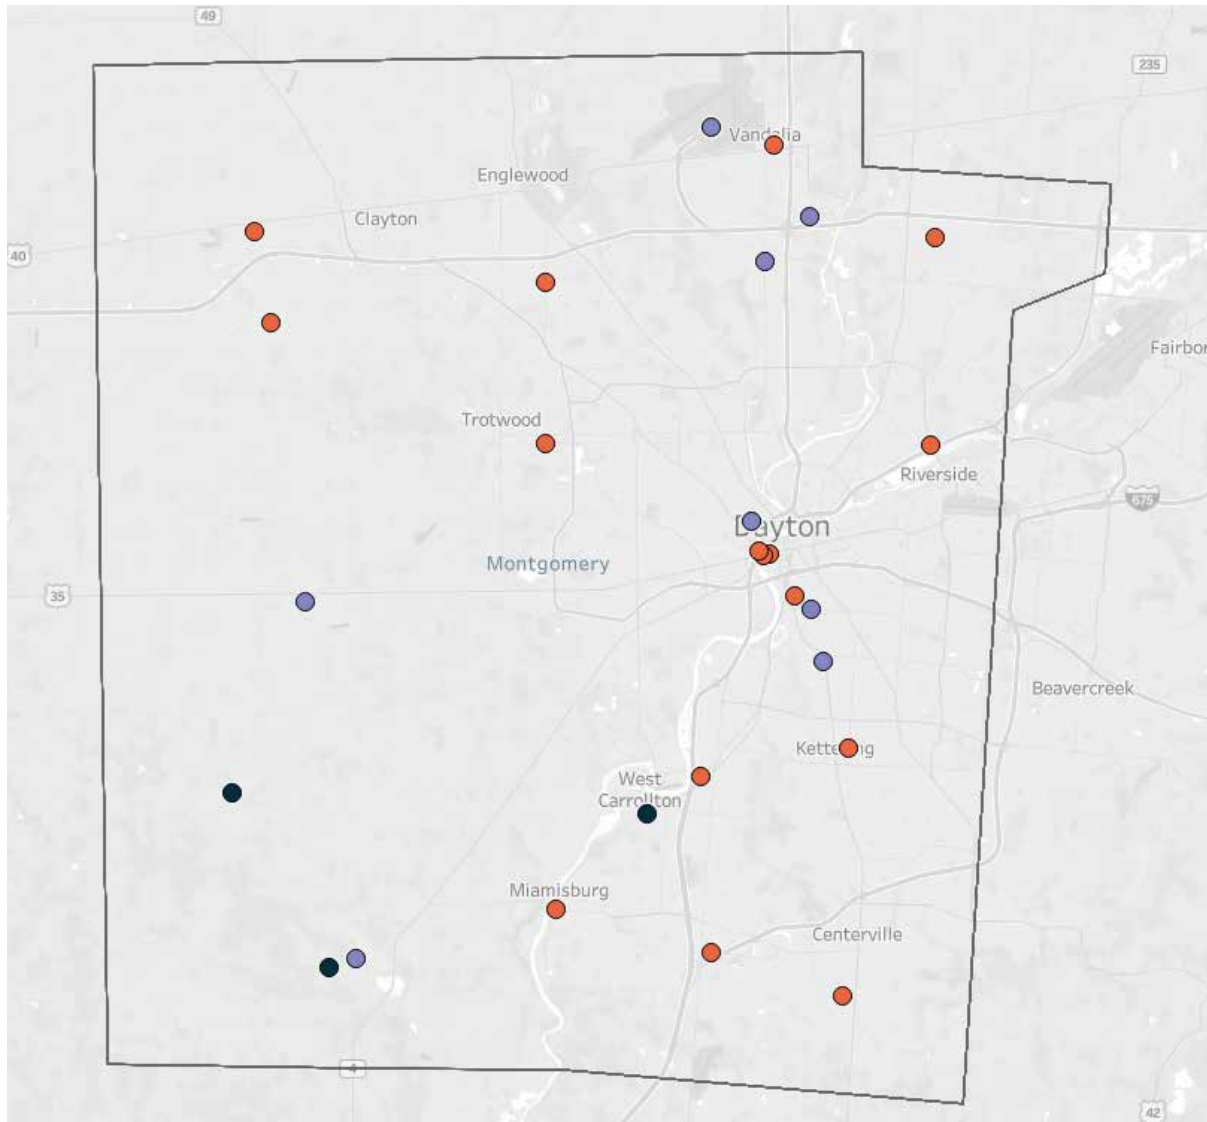 49
235
Vandalia
Englewood
Clayton
40
Fairbor
Trotwood
Riverside
675
Dayton
Montgomery
35
Beavercreek
Kettering
West
Carrollton
Miamisburg
Centerville
4
42